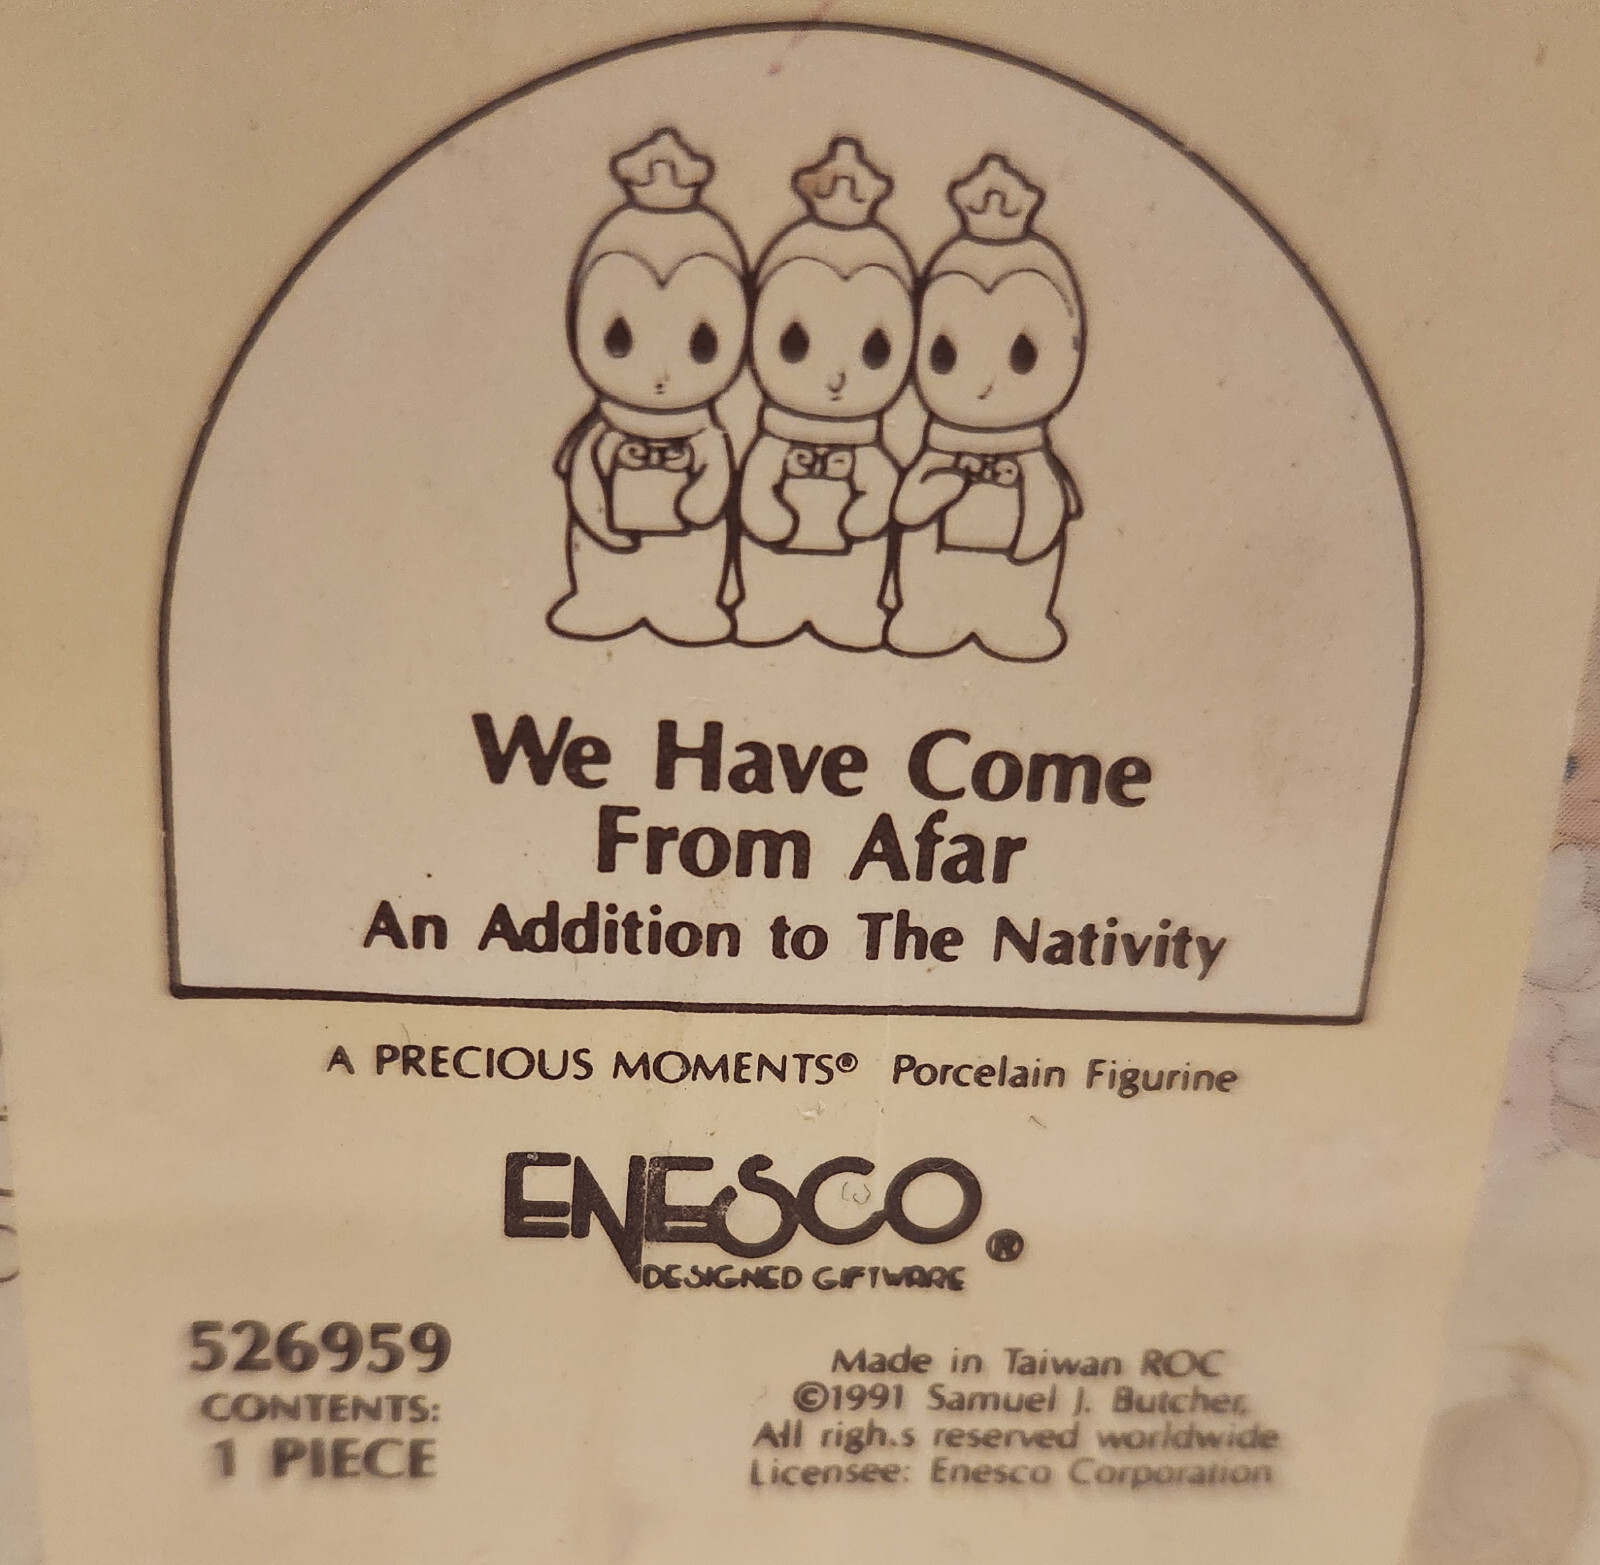 We Have Come
From Afar
An Addition to The Nativity
A PRECIOUS MOMENTS® Porcelain Figurine
ENESCO®
DESIGNED GIFTWARE
526959
CONTENTS:
1 PIECE
Made in Taiwan ROC
©1991 Samuel J. Butcher,
All righ.s reserved worldwide
Licensee: Enesco Corporation